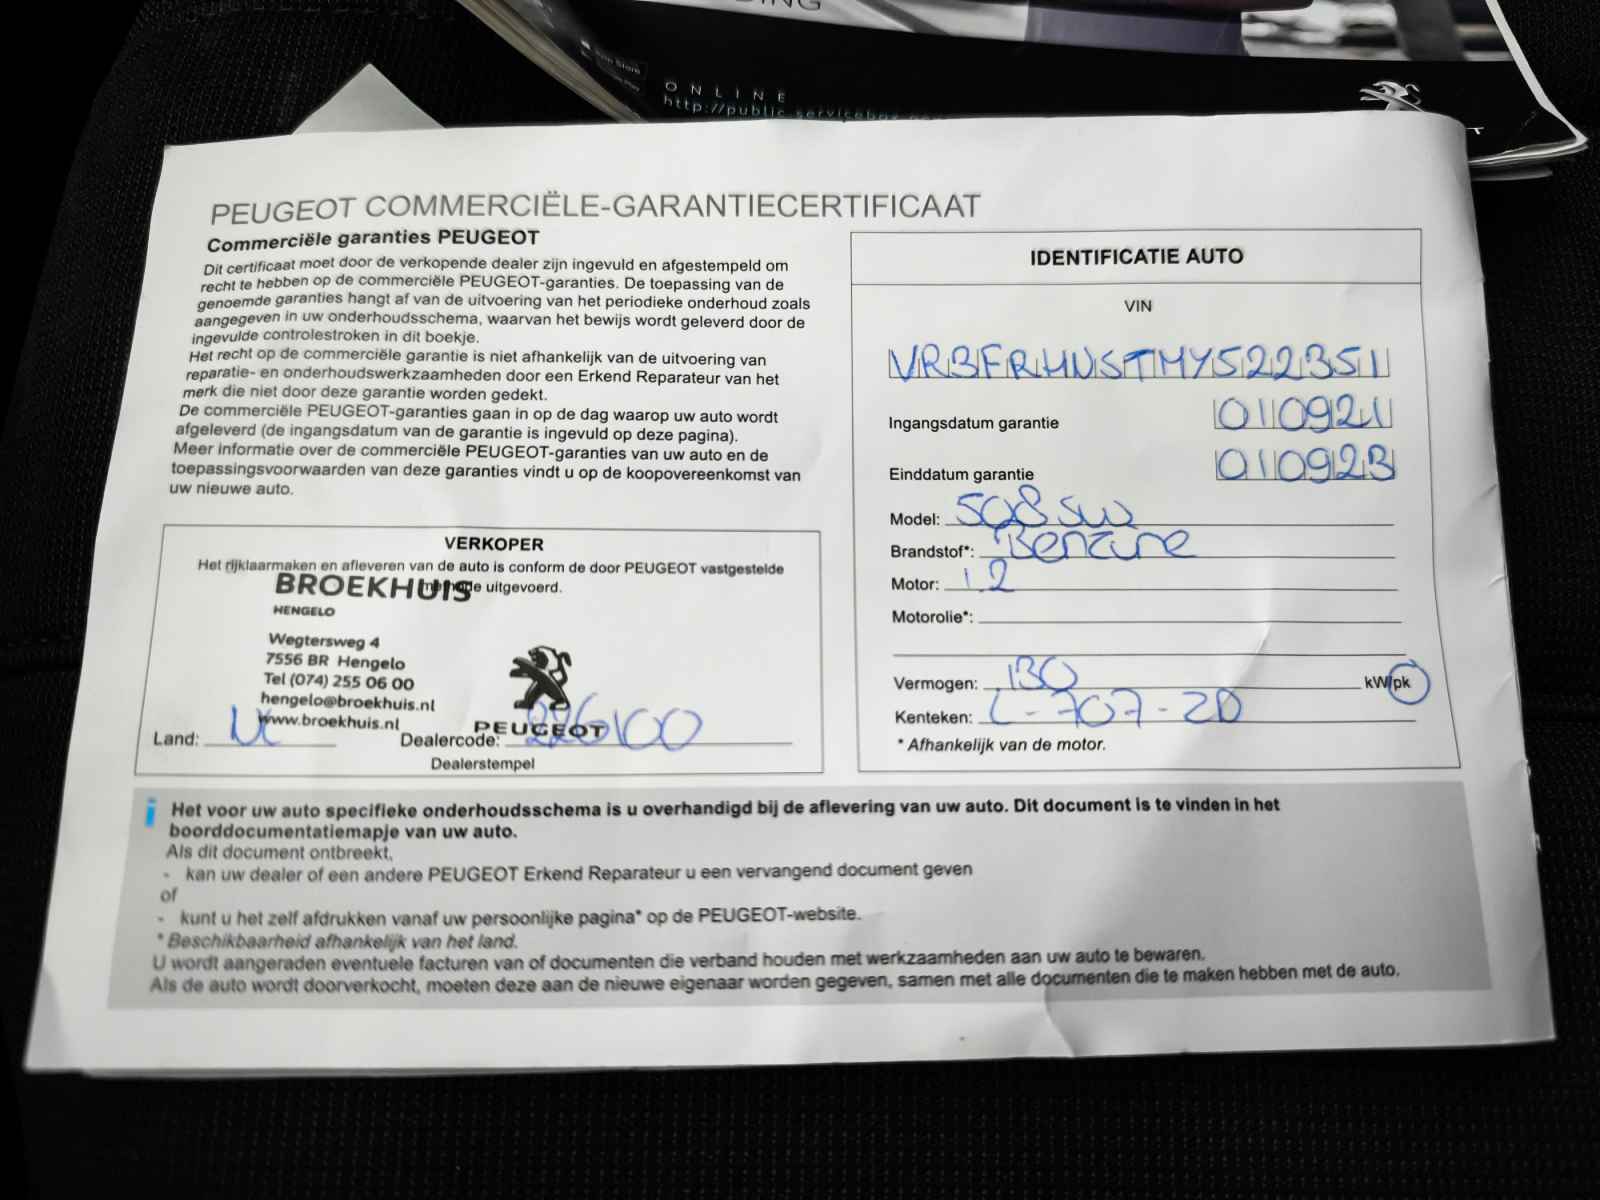 DING
ONLINE
http://public.servicebox.
PEUGEOT COMMERCIËLE-GARANTIECERTIFICAAT
Commerciële garanties PEUGEOT
Dit certificaat moet door de verkopende dealer zijn ingevuld en afgestempeld om
recht te hebben op de commerciële PEUGEOT-garanties. De toepassing van de
genoemde garanties hangt af van de uitvoering van het periodieke onderhoud zoals
aangegeven in uw onderhoudsschema, waarvan het bewijs wordt geleverd door de
ingevulde controlestroken in dit boekje.
Het recht op de commerciële garantie is niet afhankelijk van de uitvoering van
reparatie- en onderhoudswerkzaamheden door een Erkend Reparateur van het
merk die niet door deze garantie worden gedekt.
De commerciële PEUGEOT-garanties gaan in op de dag waarop uw auto wordt
afgeleverd (de ingangsdatum van de garantie is ingevuld op deze pagina).
Meer informatie over de commerciële PEUGEOT-garanties van uw auto en de
toepassingsvoorwaarden van deze garanties vindt u op de koopovereenkomst van
uw nieuwe auto.
VERKOPER
Het rijklaarmaken en afleveren van de auto is conform de door PEUGEOT vastgestelde
methode uitgevoerd.
BROEKHUIS
HENGELO
Wegtersweg 4
7556 BR Hengelo
Tel (074) 255 06 00
hengelo@broekhuis.nl
www.broekhuis.nl
PEUGEOT
Land: NL Dealercode: 226100
Dealerstempel
IDENTIFICATIE AUTO
VIN
VR3FRHNSTMY522351
Ingangsdatum garantie 010921
Einddatum garantie 010923
Model: 508 SW
Brandstof*: Benzine
Motor: 1.2
Motorolie*:
Vermogen: 130 kW/pk
Kenteken: L-707-ZD
* Afhankelijk van de motor.
i Het voor uw auto specifieke onderhoudsschema is u overhandigd bij de aflevering van uw auto. Dit document is te vinden in het
boorddocumentatiemapje van uw auto.
Als dit document ontbreekt,
- kan uw dealer of een andere PEUGEOT Erkend Reparateur u een vervangend document geven
of
- kunt u het zelf afdrukken vanaf uw persoonlijke pagina* op de PEUGEOT-website.
* Beschikbaarheid afhankelijk van het land.
U wordt aangeraden eventuele facturen van of documenten die verband houden met werkzaamheden aan uw auto te bewaren.
Als de auto wordt doorverkocht, moeten deze aan de nieuwe eigenaar worden gegeven, samen met alle documenten die te maken hebben met de auto.